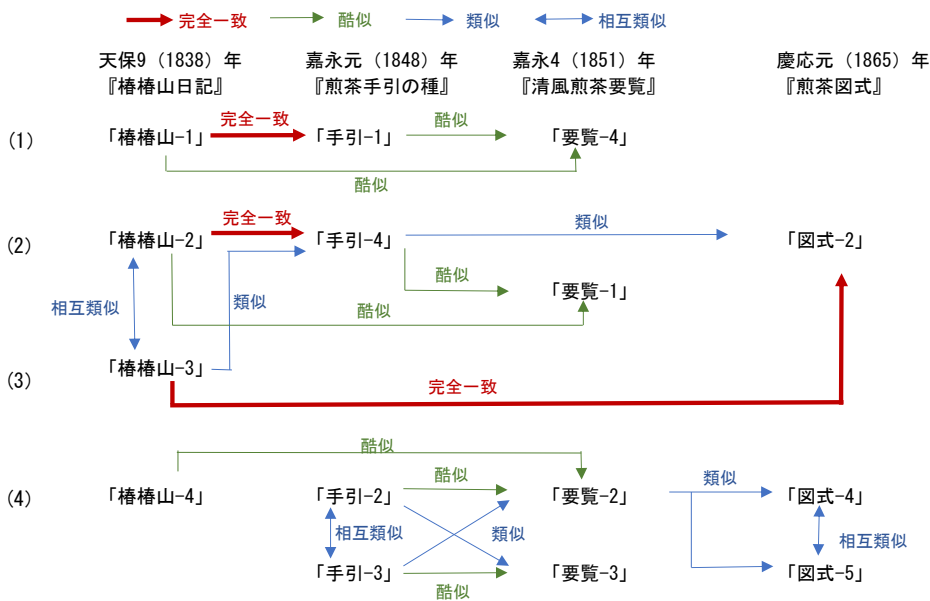 完全一致 酷似 類似 相互類似
天保9（1838）年 嘉永元（1848）年 嘉永4（1851）年 慶応元（1865）年
『椿椿山日記』 『煎茶手引の種』 『清風煎茶要覧』 『煎茶図式』
完全一致 酷似
(1) 「椿椿山-1」 「手引-1」 「要覧-4」
酷似
完全一致 類似
(2) 「椿椿山-2」 「手引-4」 「図式-2」
酷似
「要覧-1」
相互類似 類似 酷似
(3) 「椿椿山-3」
完全一致
酷似
酷似 類似
(4) 「椿椿山-4」 「手引-2」 「要覧-2」 「図式-4」
相互類似 類似 相互類似
「手引-3」 「要覧-3」 「図式-5」
酷似